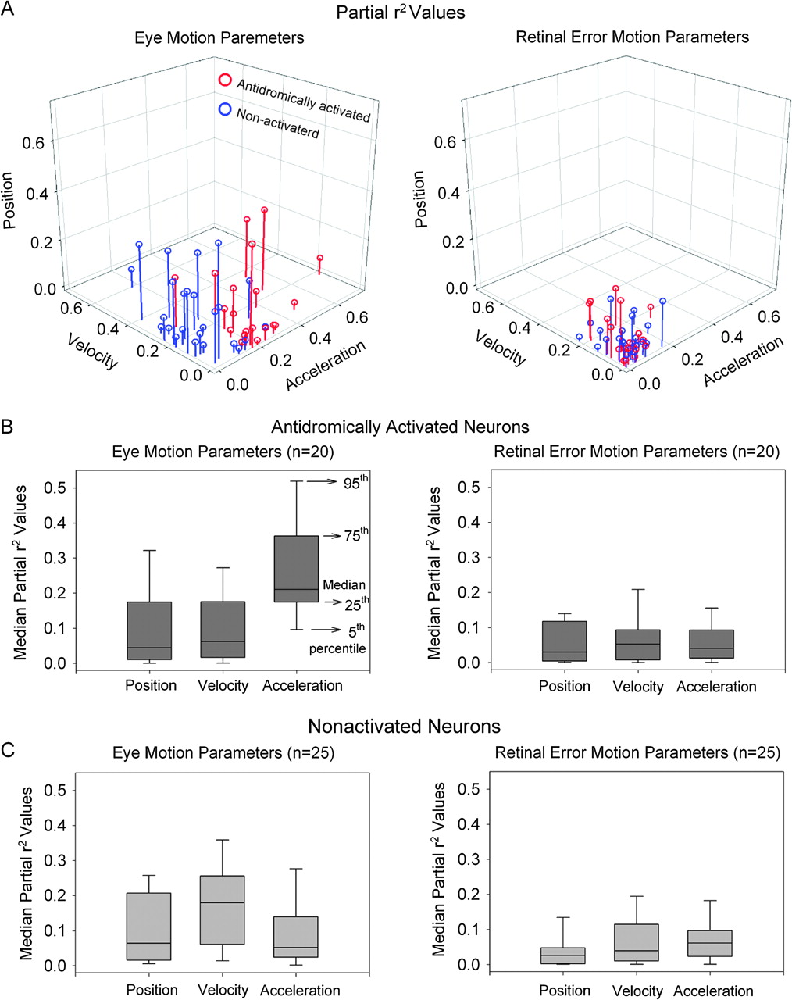 A
Partial r² Values
Eye Motion Paremeters
Retinal Error Motion Parameters
Antidromically activated
Non-activaterd
Position
0.6
0.4
0.2
0.0
0.6
0.4
0.2
0.0
Velocity
0.0
0.2
0.4
0.6
Acceleration
Position
0.6
0.4
0.2
0.0
0.6
0.4
0.2
0.0
Velocity
0.0
0.2
0.4
0.6
Acceleration
B
Antidromically Activated Neurons
Eye Motion Parameters (n=20)
Retinal Error Motion Parameters (n=20)
Median Partial r² Values
0.5
0.4
0.3
0.2
0.1
0.0
95th
75th
Median
25th
5th
percentile
Position Velocity Acceleration
Median Partial r² Values
0.5
0.4
0.3
0.2
0.1
0.0
Position Velocity Acceleration
Nonactivated Neurons
C
Eye Motion Parameters (n=25)
Retinal Error Motion Parameters (n=25)
Median Partial r² Values
0.5
0.4
0.3
0.2
0.1
0.0
Position Velocity Acceleration
Median Partial r² Values
0.5
0.4
0.3
0.2
0.1
0.0
Position Velocity Acceleration